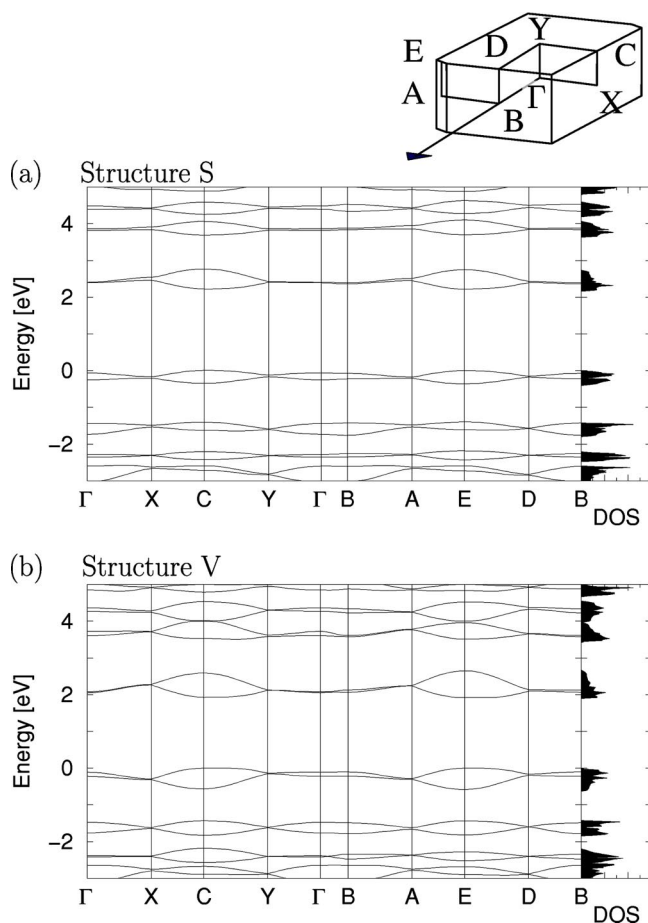 Y
D
C
E
Γ
A
X
B
(a) Structure S
4
2
0
−2
Energy [eV]
Γ X C Y Γ B A E D B
DOS
(b) Structure V
4
2
0
−2
Energy [eV]
Γ X C Y Γ B A E D B
DOS